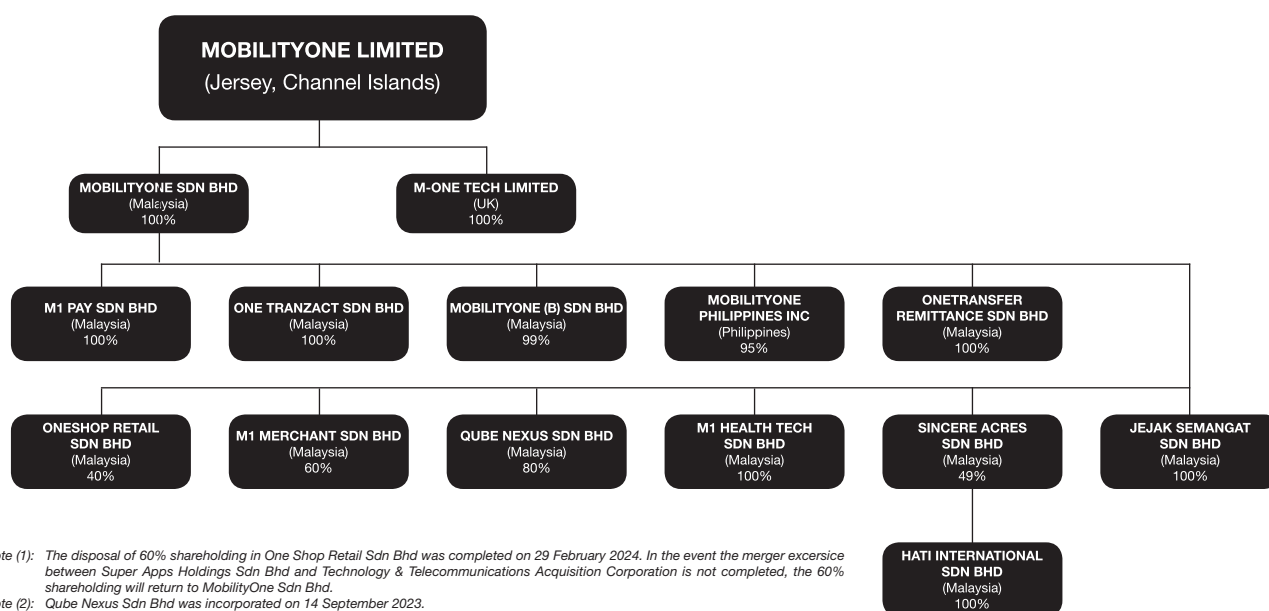 MOBILITYONE LIMITED
(Jersey, Channel Islands)
MOBILITYONE SDN BHD
(Malaysia)
100%
M-ONE TECH LIMITED
(UK)
100%
M1 PAY SDN BHD
(Malaysia)
100%
ONE TRANZACT SDN BHD
(Malaysia)
100%
MOBILITYONE (B) SDN BHD
(Malaysia)
99%
MOBILITYONE
PHILIPPINES INC
(Philippines)
95%
ONETRANSFER
REMITTANCE SDN BHD
(Malaysia)
100%
ONESHOP RETAIL
SDN BHD
(Malaysia)
40%
M1 MERCHANT SDN BHD
(Malaysia)
60%
QUBE NEXUS SDN BHD
(Malaysia)
80%
M1 HEALTH TECH
SDN BHD
(Malaysia)
100%
SINCERE ACRES
SDN BHD
(Malaysia)
49%
JEJAK SEMANGAT
SDN BHD
(Malaysia)
100%
HATI INTERNATIONAL
SDN BHD
(Malaysia)
100%
te (1): The disposal of 60% shareholding in One Shop Retail Sdn Bhd was completed on 29 February 2024. In the event the merger excersice
between Super Apps Holdings Sdn Bhd and Technology & Telecommunications Acquisition Corporation is not completed, the 60%
shareholding will return to MobilityOne Sdn Bhd.
te (2): Qube Nexus Sdn Bhd was incorporated on 14 September 2023.